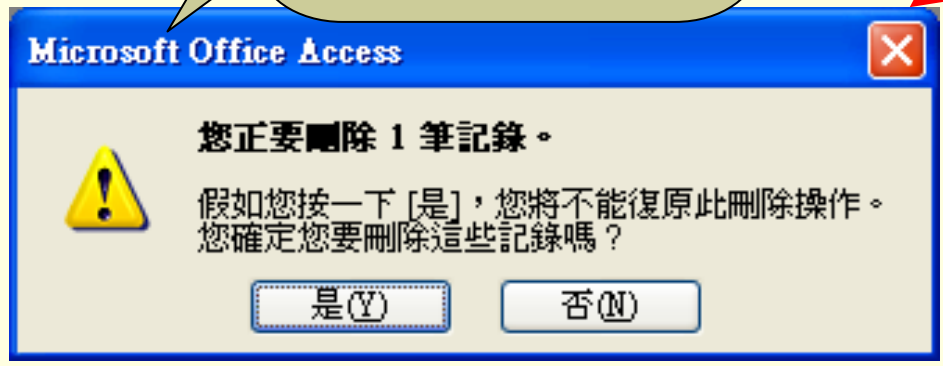 Microsoft Office Access
您正要刪除 1 筆記錄。
假如您按一下 [是]，您將不能復原此刪除操作。
您確定您要刪除這些記錄嗎？
是(Y)
否(N)